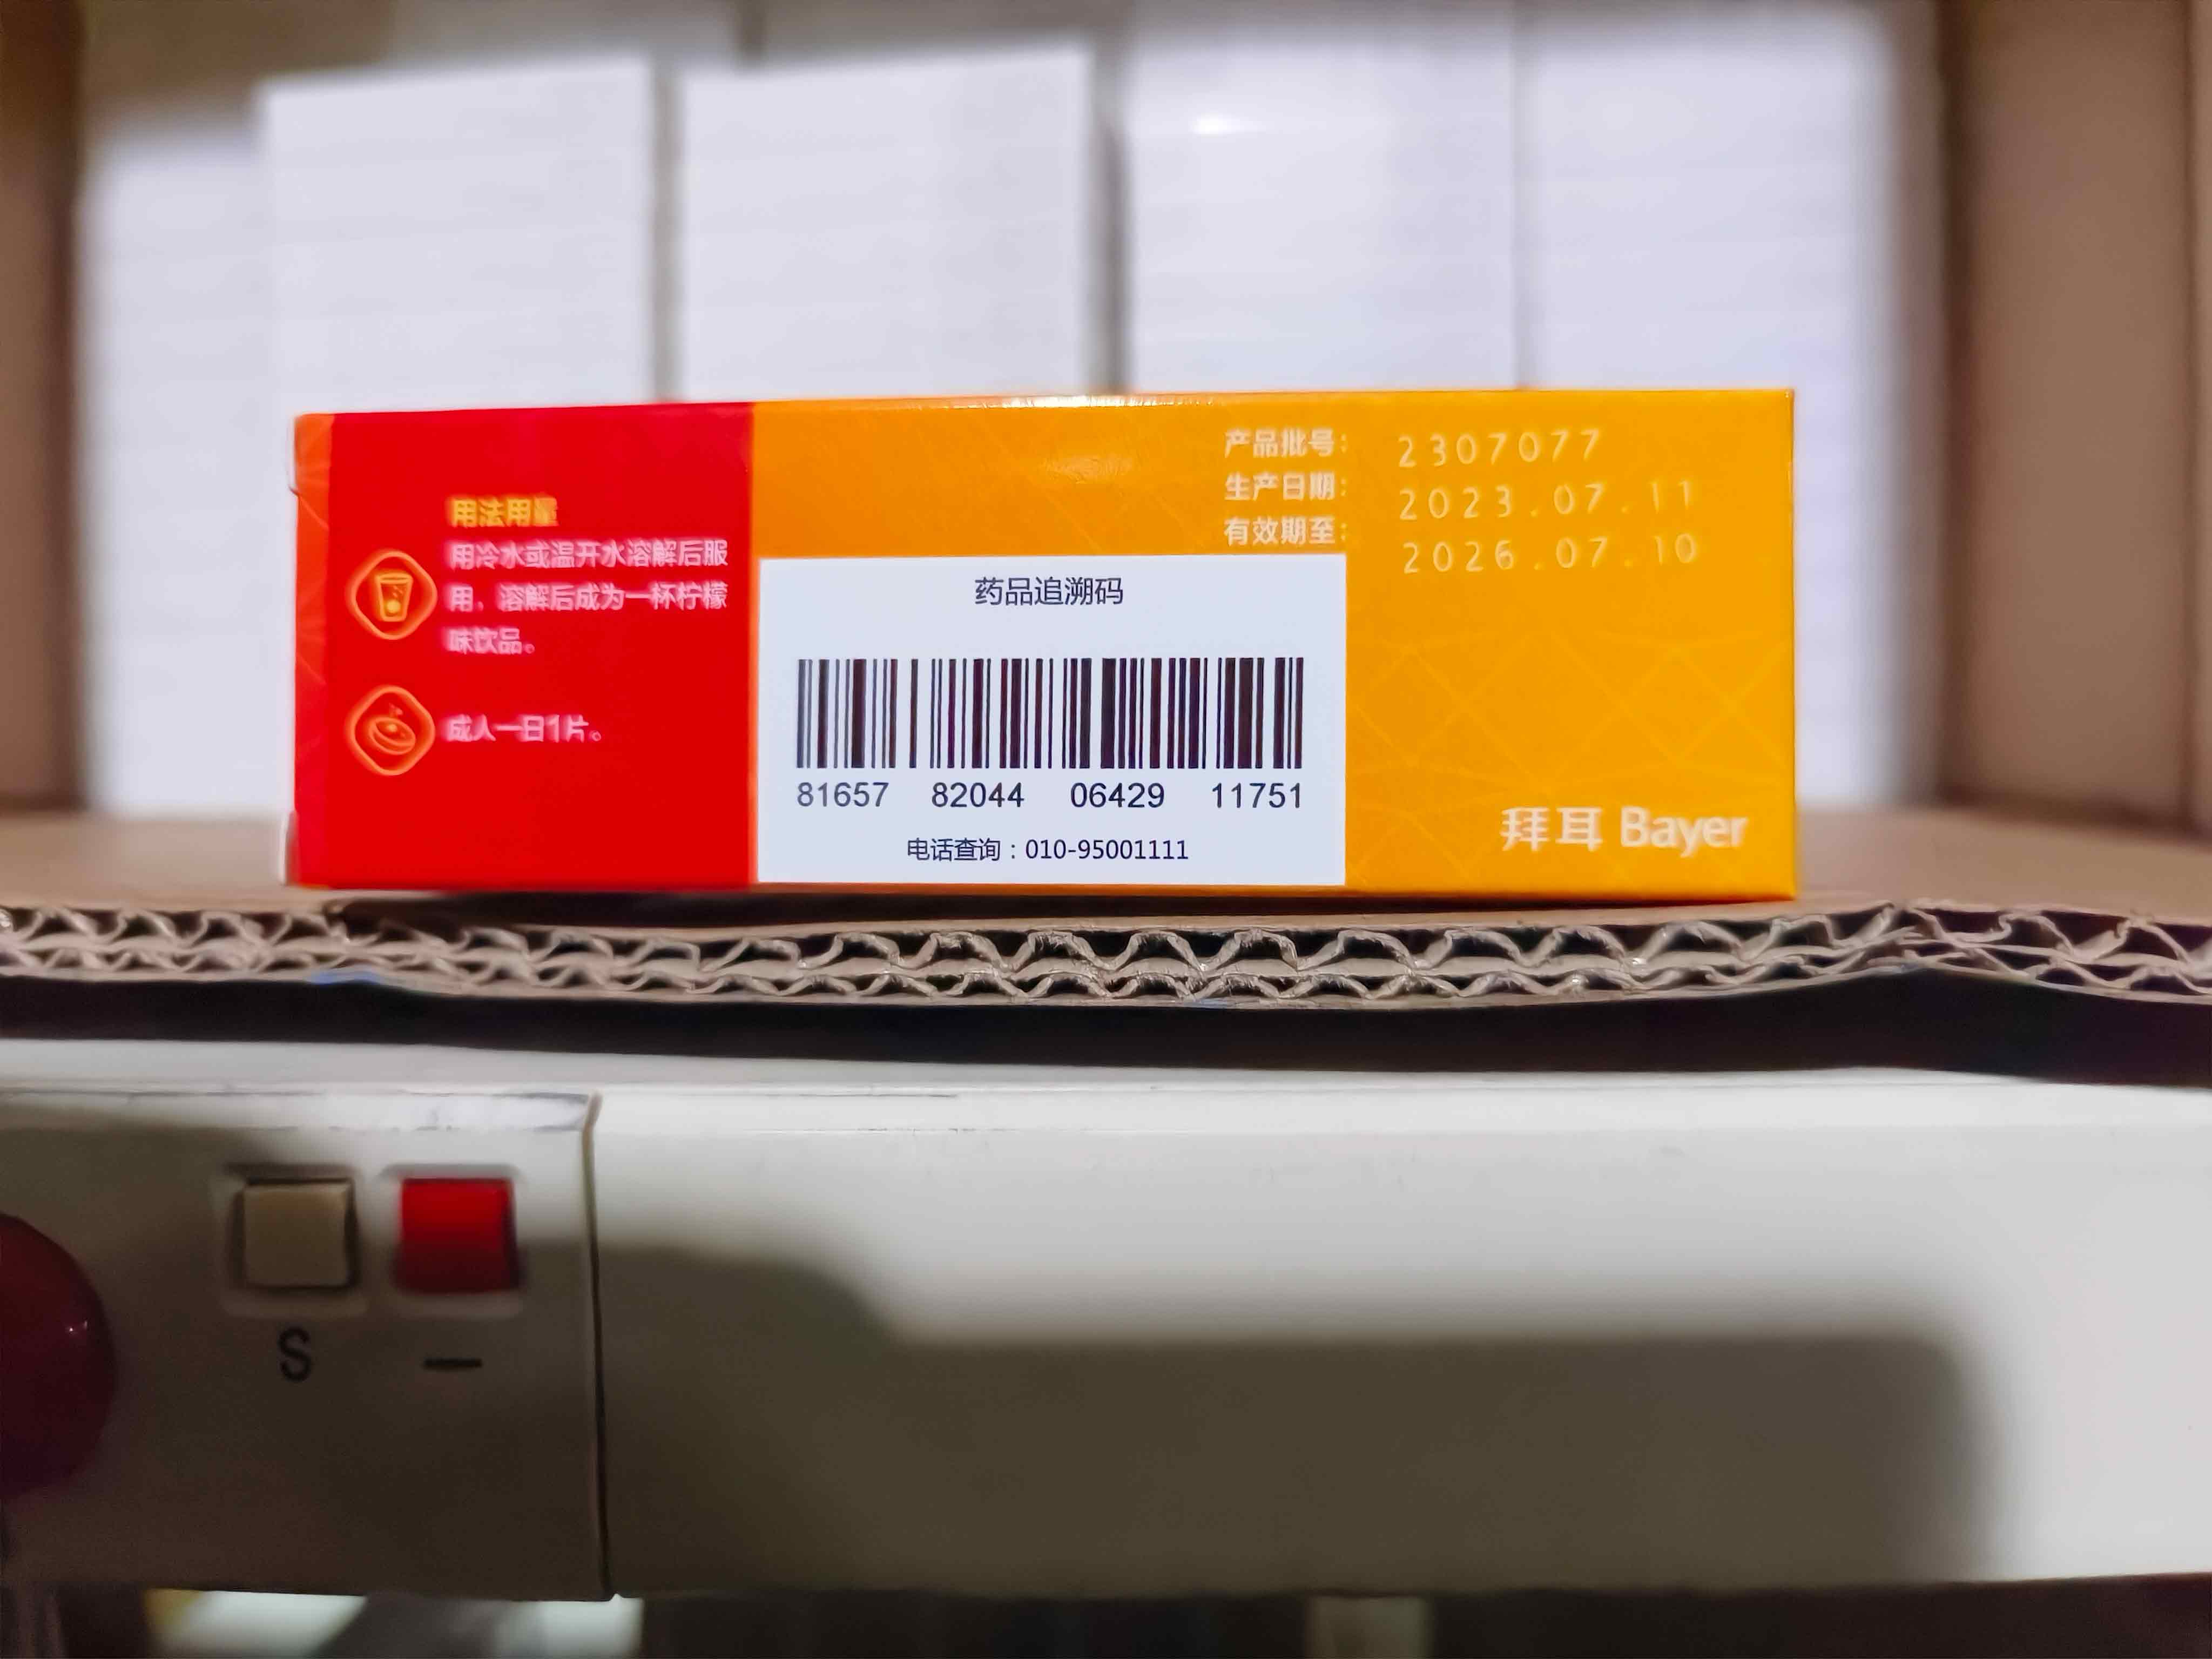 用法用量
用冷水或温开水溶解后服
用，溶解后成为一杯柠檬
味饮品。
成人一日1片。
产品批号： 2307077
生产日期： 2023.07.11
有效期至： 2026.07.10
药品追溯码
81657 82044 06429 11751
电话查询：010-95001111
拜耳 Bayer
S
—